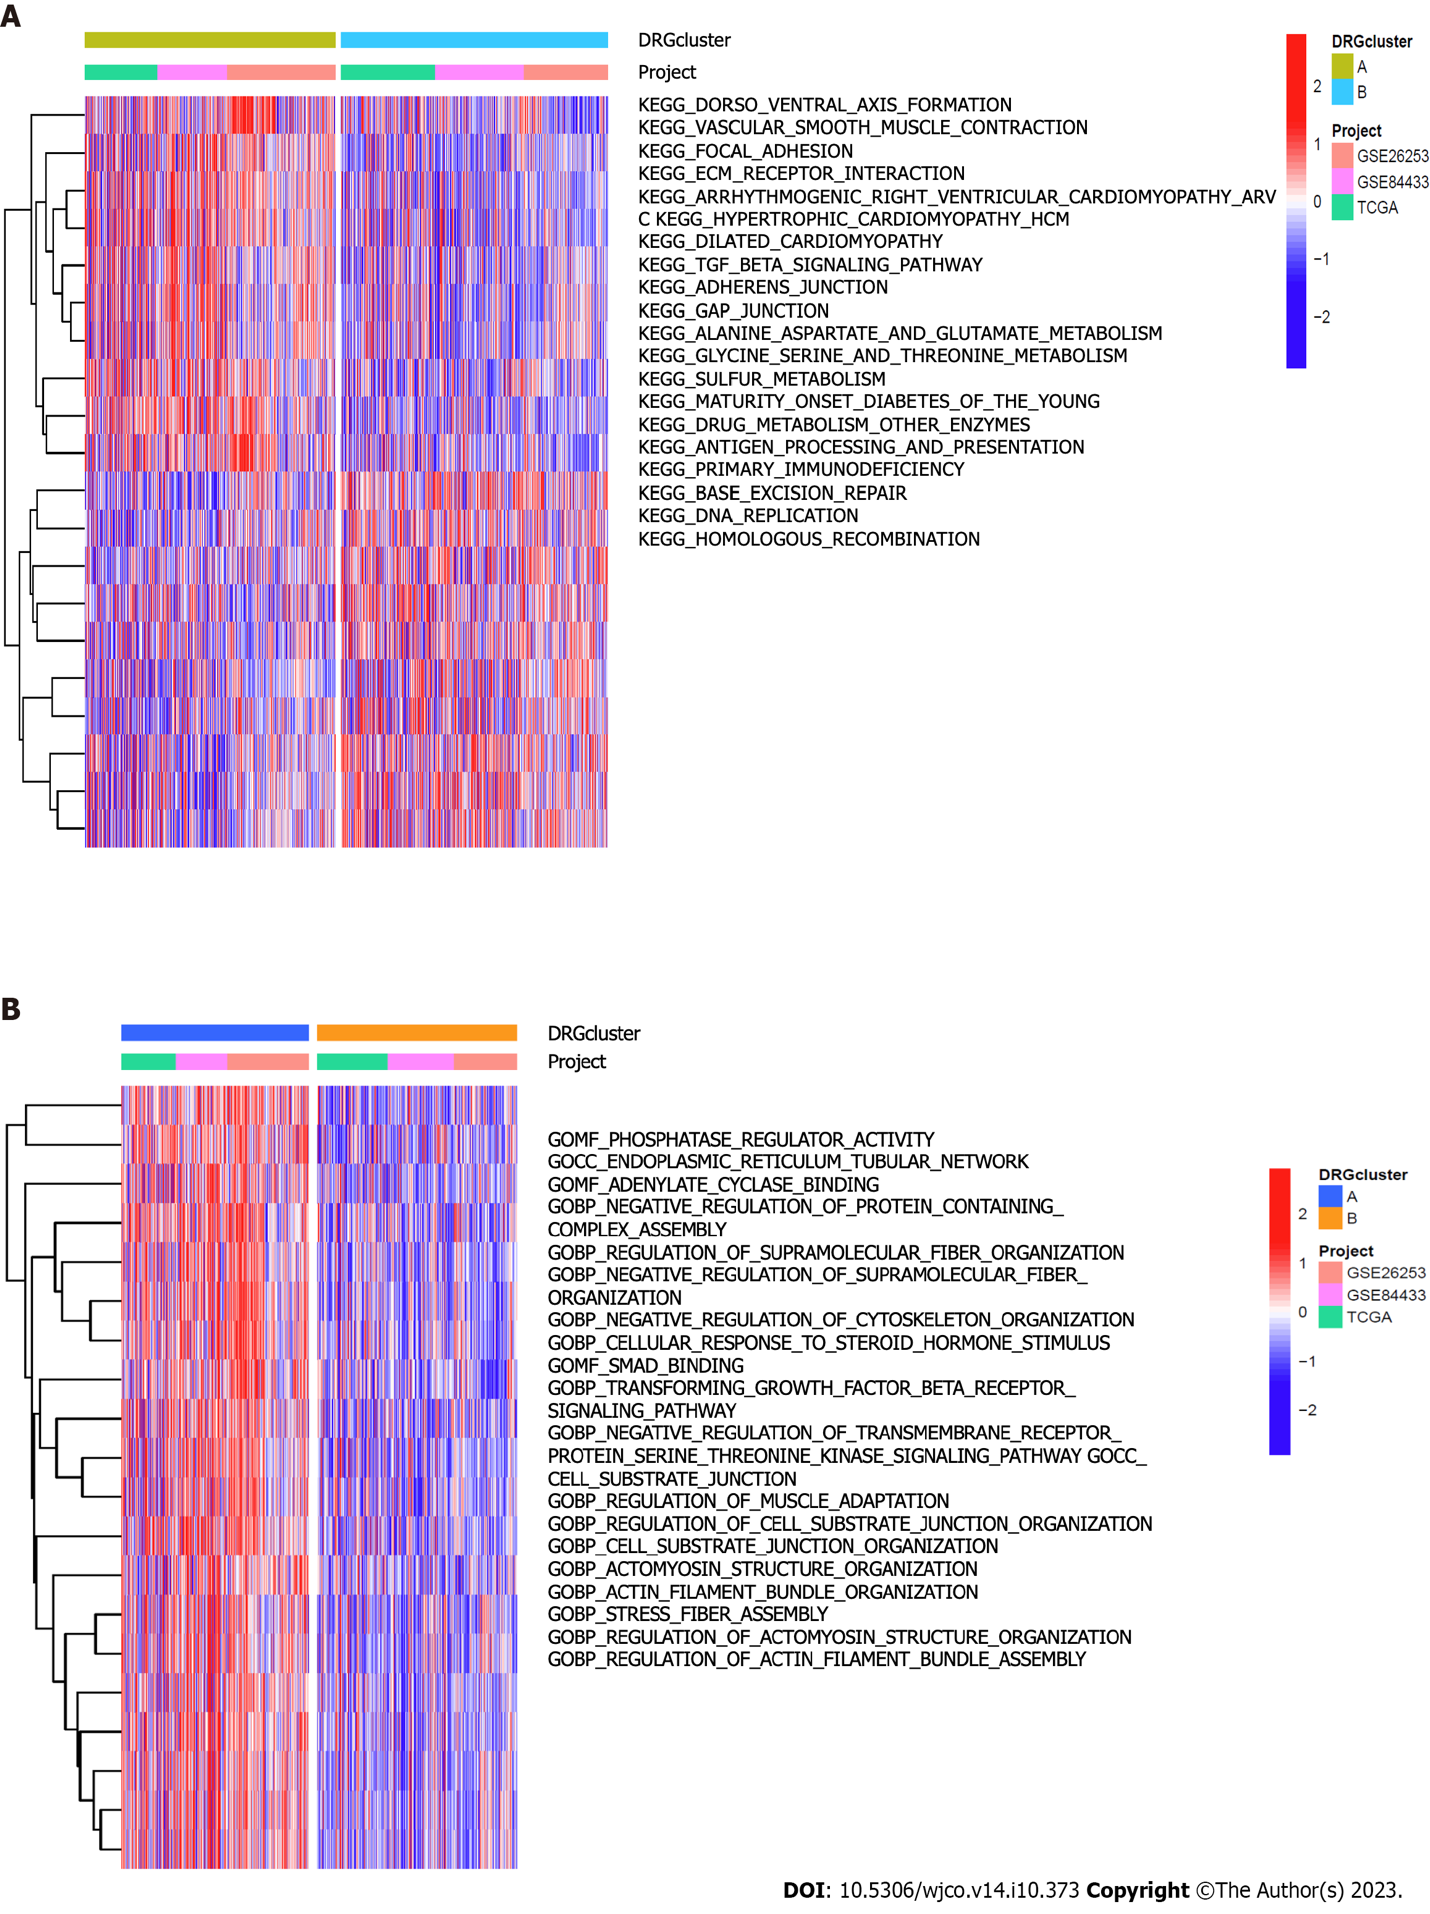 A
DRGcluster
Project
KEGG_DORSO_VENTRAL_AXIS_FORMATION
KEGG_VASCULAR_SMOOTH_MUSCLE_CONTRACTION
KEGG_FOCAL_ADHESION
KEGG_ECM_RECEPTOR_INTERACTION
KEGG_ARRHYTHMOGENIC_RIGHT_VENTRICULAR_CARDIOMYOPATHY_ARV
C KEGG_HYPERTROPHIC_CARDIOMYOPATHY_HCM
KEGG_DILATED_CARDIOMYOPATHY
KEGG_TGF_BETA_SIGNALING_PATHWAY
KEGG_ADHERENS_JUNCTION
KEGG_GAP_JUNCTION
KEGG_ALANINE_ASPARTATE_AND_GLUTAMATE_METABOLISM
KEGG_GLYCINE_SERINE_AND_THREONINE_METABOLISM
KEGG_SULFUR_METABOLISM
KEGG_MATURITY_ONSET_DIABETES_OF_THE_YOUNG
KEGG_DRUG_METABOLISM_OTHER_ENZYMES
KEGG_ANTIGEN_PROCESSING_AND_PRESENTATION
KEGG_PRIMARY_IMMUNODEFICIENCY
KEGG_BASE_EXCISION_REPAIR
KEGG_DNA_REPLICATION
KEGG_HOMOLOGOUS_RECOMBINATION
2
1
0
−1
−2
DRGcluster
A
B
Project
GSE26253
GSE84433
TCGA
B
DRGcluster
Project
GOMF_PHOSPHATASE_REGULATOR_ACTIVITY
GOCC_ENDOPLASMIC_RETICULUM_TUBULAR_NETWORK
GOMF_ADENYLATE_CYCLASE_BINDING
GOBP_NEGATIVE_REGULATION_OF_PROTEIN_CONTAINING_
COMPLEX_ASSEMBLY
GOBP_REGULATION_OF_SUPRAMOLECULAR_FIBER_ORGANIZATION
GOBP_NEGATIVE_REGULATION_OF_SUPRAMOLECULAR_FIBER_
ORGANIZATION
GOBP_NEGATIVE_REGULATION_OF_CYTOSKELETON_ORGANIZATION
GOBP_CELLULAR_RESPONSE_TO_STEROID_HORMONE_STIMULUS
GOMF_SMAD_BINDING
GOBP_TRANSFORMING_GROWTH_FACTOR_BETA_RECEPTOR_
SIGNALING_PATHWAY
GOBP_NEGATIVE_REGULATION_OF_TRANSMEMBRANE_RECEPTOR_
PROTEIN_SERINE_THREONINE_KINASE_SIGNALING_PATHWAY GOCC_
CELL_SUBSTRATE_JUNCTION
GOBP_REGULATION_OF_MUSCLE_ADAPTATION
GOBP_REGULATION_OF_CELL_SUBSTRATE_JUNCTION_ORGANIZATION
GOBP_CELL_SUBSTRATE_JUNCTION_ORGANIZATION
GOBP_ACTOMYOSIN_STRUCTURE_ORGANIZATION
GOBP_ACTIN_FILAMENT_BUNDLE_ORGANIZATION
GOBP_STRESS_FIBER_ASSEMBLY
GOBP_REGULATION_OF_ACTOMYOSIN_STRUCTURE_ORGANIZATION
GOBP_REGULATION_OF_ACTIN_FILAMENT_BUNDLE_ASSEMBLY
2
1
0
−1
−2
DRGcluster
A
B
Project
GSE26253
GSE84433
TCGA
DOI: 10.5306/wjco.v14.i10.373 Copyright ©The Author(s) 2023.